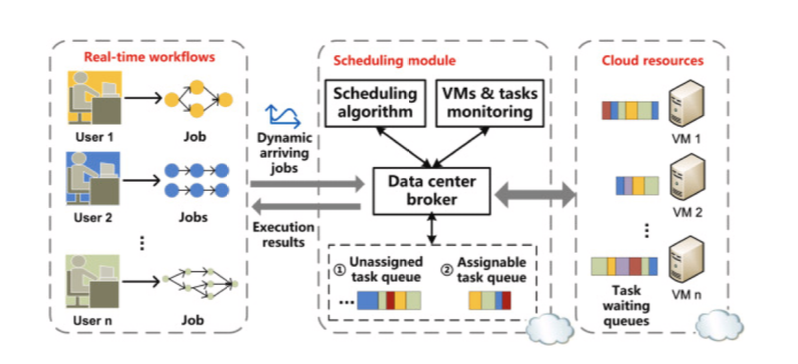 Real-time workflows
User 1
Job
User 2
Jobs
User n
Job
Dynamic
arriving
jobs
Execution
results
Scheduling module
Scheduling
algorithm
VMs & tasks
monitoring
Data center
broker
① Unassigned
task queue
② Assignable
task queue
Cloud resources
VM 1
VM 2
VM n
Task
waiting
queues